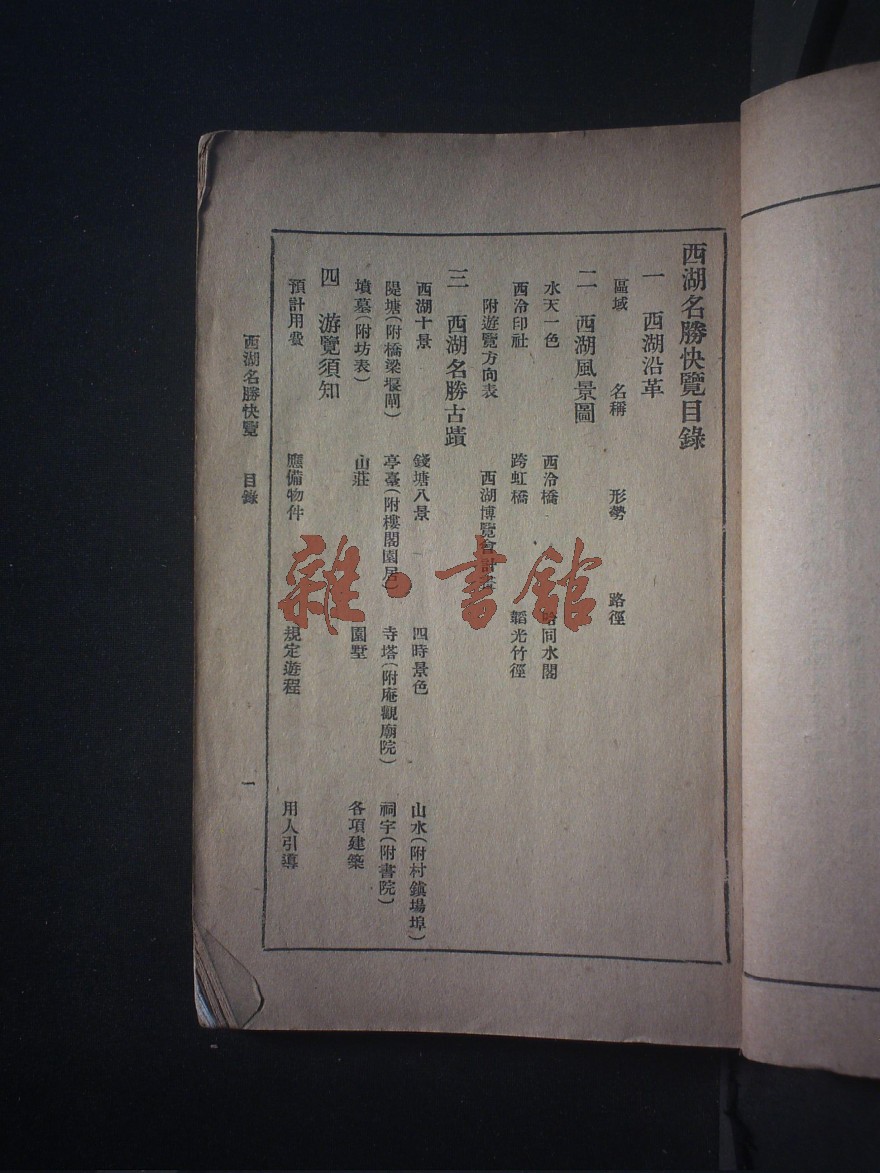 西湖名勝快覽目錄
一　西湖沿革
區域　名稱　形勢　路徑
二　西湖風景圖
水天一色　西泠橋　哈同水閣
西泠印社　跨虹橋　韜光竹徑
附遊覽方向表　西湖博覽會計畫
三　西湖名勝古蹟
西湖十景　錢塘八景　四時景色　山水(附村鎮場埠)
隄塘(附橋梁堰閘)　亭臺(附樓閣園居)　寺塔(附庵觀廟院)　祠宇(附書院)
墳墓(附坊表)　山莊　園墅　各項建築
四　游覽須知
預計用費　應備物件　規定遊程　用人引導
西湖名勝快覽　目錄　一
雜·書館